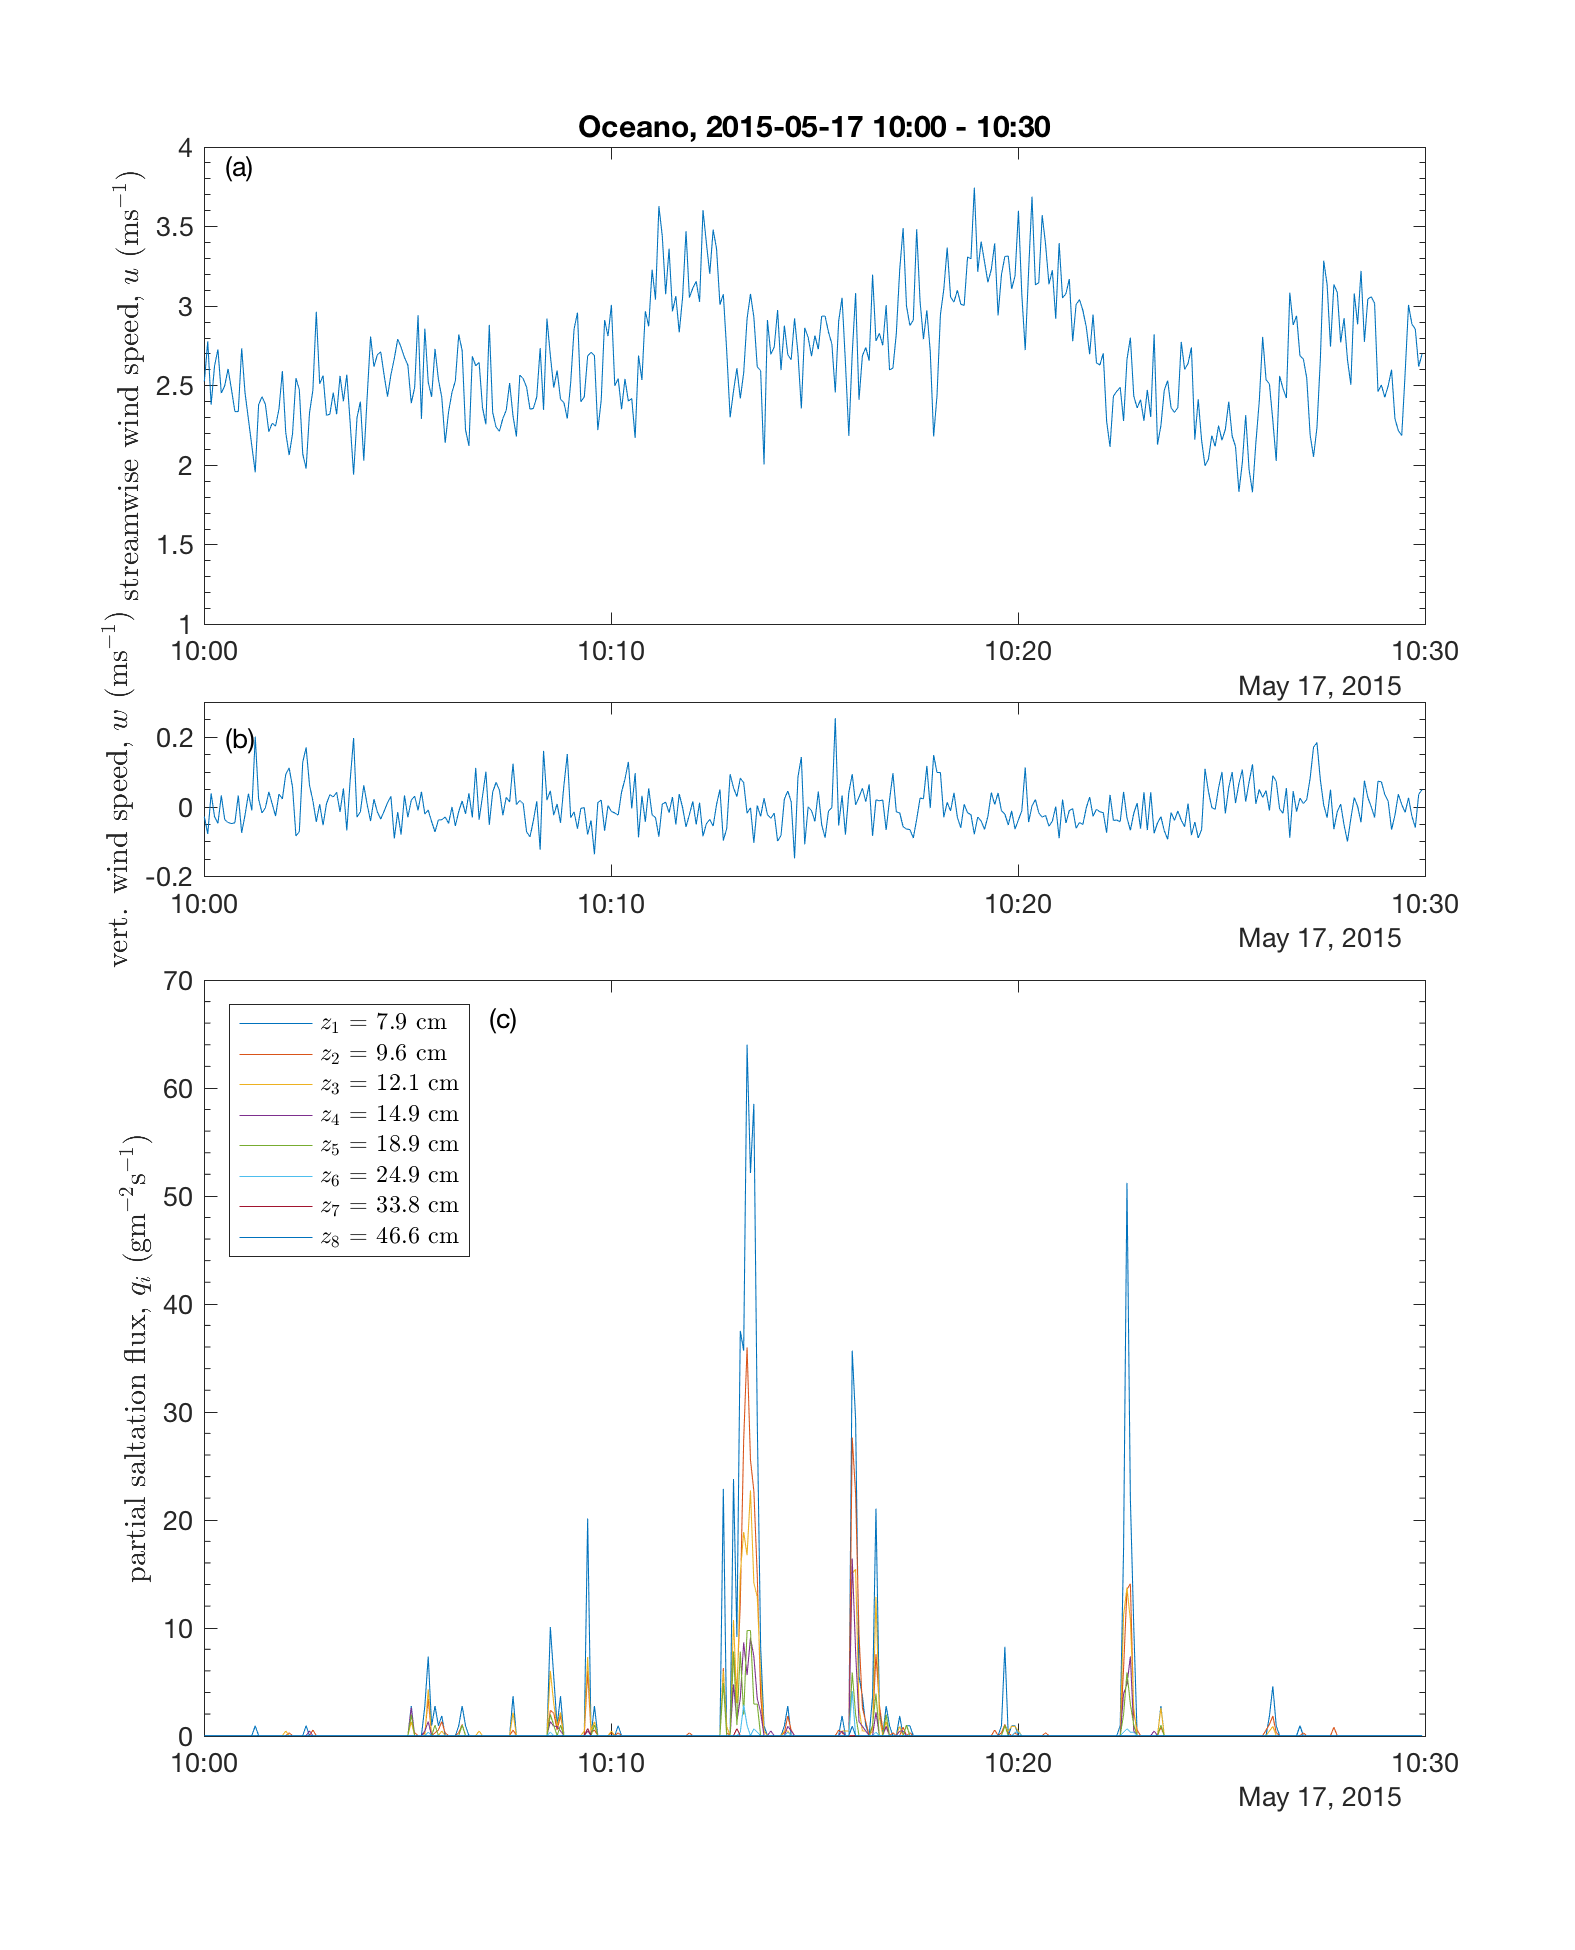 Oceano, 2015-05-17 10:00 - 10:30
(a)
streamwise wind speed, u (ms⁻¹)
4
3.5
3
2.5
2
1.5
1
10:00 10:10 10:20 10:30
May 17, 2015
(b)
vert. wind speed, w (ms⁻¹)
0.2
0
-0.2
10:00 10:10 10:20 10:30
May 17, 2015
(c)
partial saltation flux, qᵢ (gm⁻²s⁻¹)
70
60
50
40
30
20
10
0
z₁ = 7.9 cm
z₂ = 9.6 cm
z₃ = 12.1 cm
z₄ = 14.9 cm
z₅ = 18.9 cm
z₆ = 24.9 cm
z₇ = 33.8 cm
z₈ = 46.6 cm
10:00 10:10 10:20 10:30
May 17, 2015